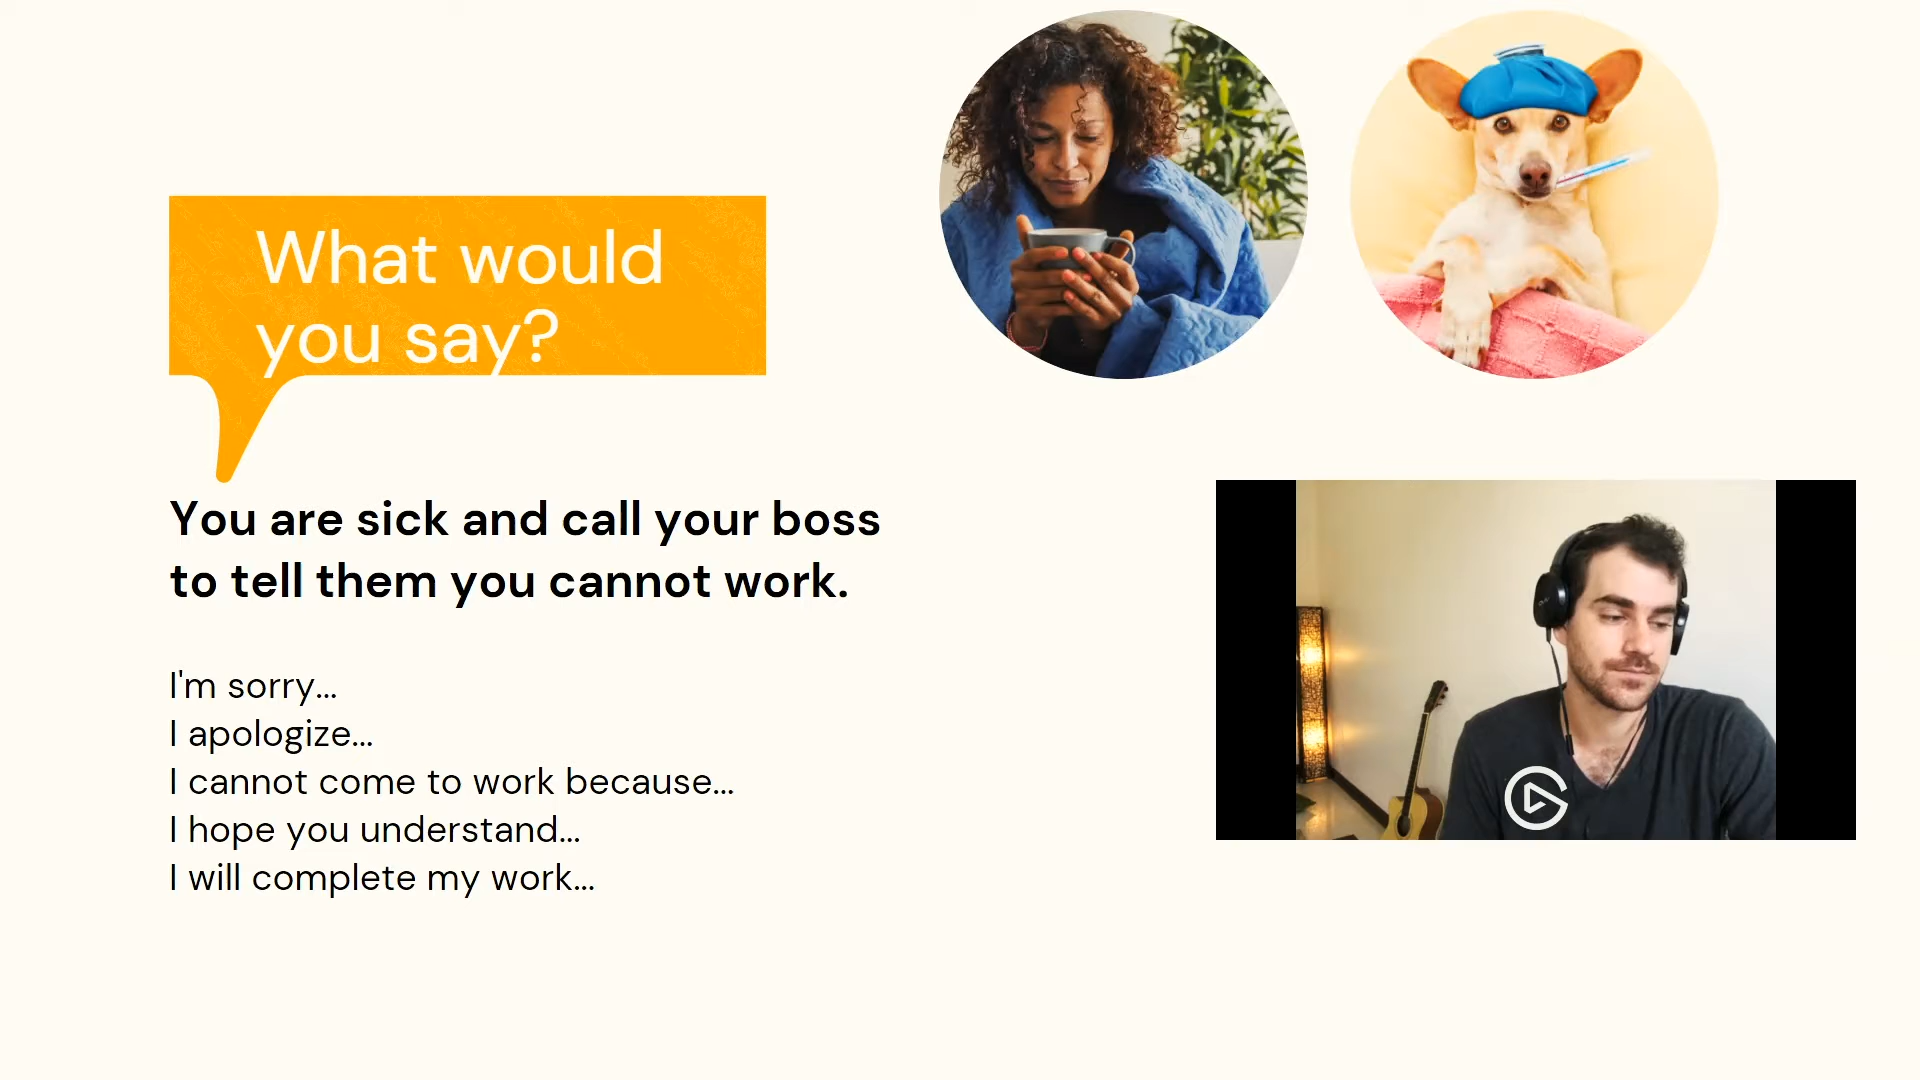 What would
you say?
You are sick and call your boss
to tell them you cannot work.
I'm sorry...
I apologize...
I cannot come to work because...
I hope you understand...
I will complete my work...